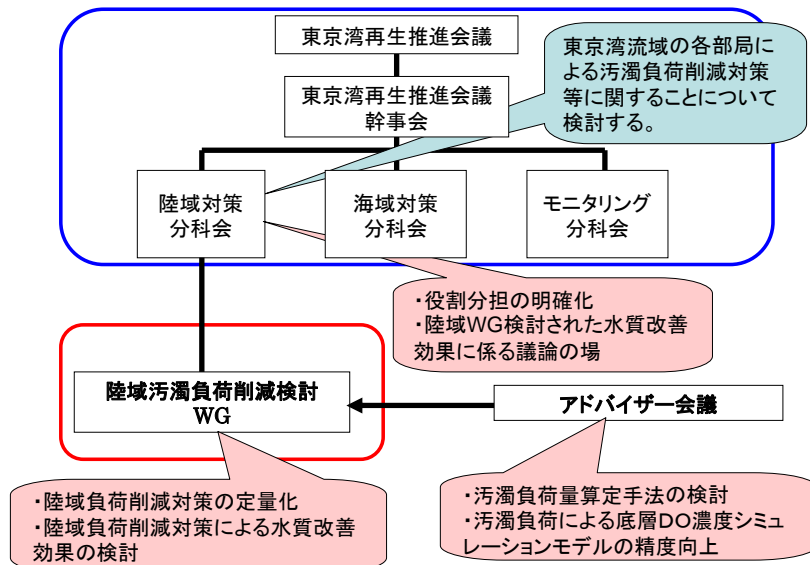 東京湾再生推進会議
東京湾再生推進会議
幹事会
東京湾流域の各部局に
よる汚濁負荷削減対策
等に関することについて
検討する。
陸域対策
分科会
海域対策
分科会
モニタリング
分科会
・役割分担の明確化
・陸域WG検討された水質改善
効果に係る議論の場
陸域汚濁負荷削減検討
WG
アドバイザー会議
・陸域負荷削減対策の定量化
・陸域負荷削減対策による水質改善
効果の検討
・汚濁負荷量算定手法の検討
・汚濁負荷による底層DO濃度シミュ
レーションモデルの精度向上